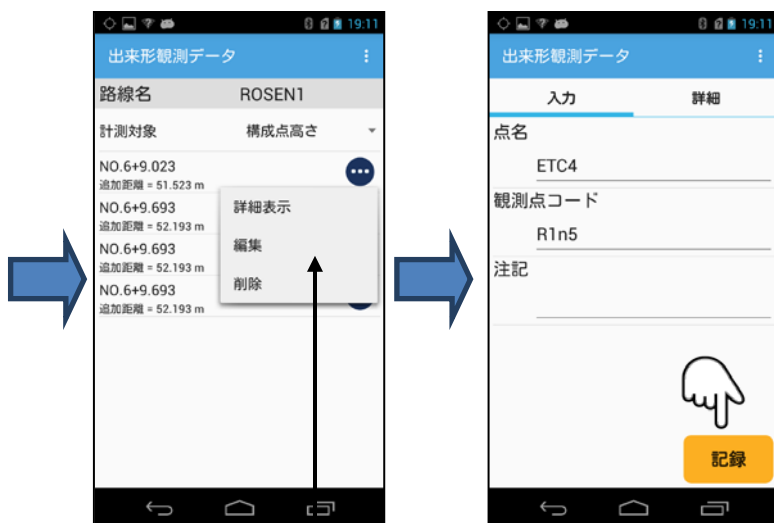 19:11
出来形観測データ
路線名 ROSEN1
計測対象 構成点高さ
NO.6+9.023
追加距離 = 51.523 m
NO.6+9.693
追加距離 = 52.193 m
NO.6+9.693
追加距離 = 52.193 m
NO.6+9.693
追加距離 = 52.193 m
詳細表示
編集
削除
19:11
出来形観測データ
入力 詳細
点名
ETC4
観測点コード
R1n5
注記
記録